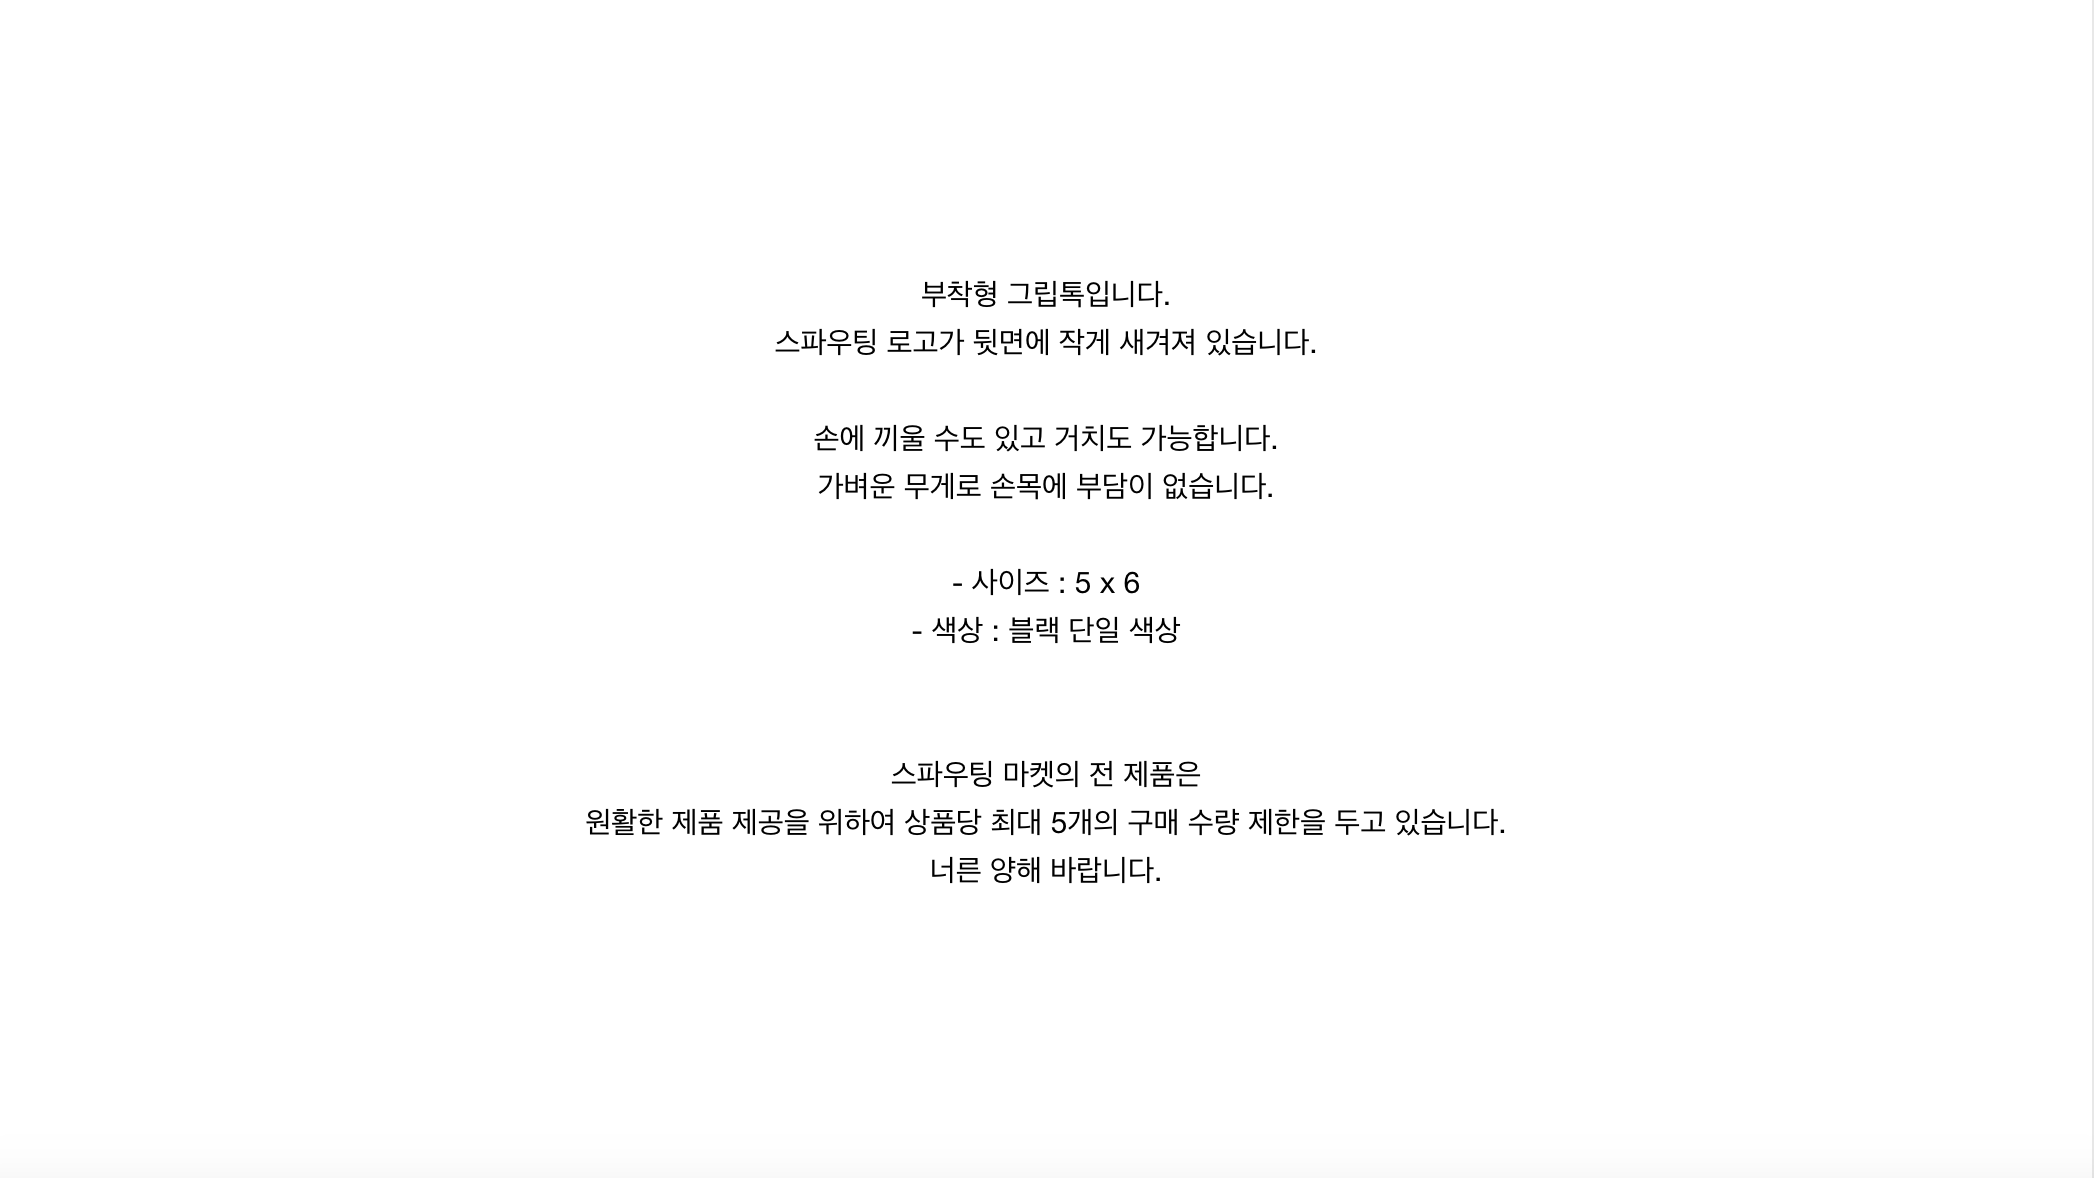 부착형 그립톡입니다.
스파우팅 로고가 뒷면에 작게 새겨져 있습니다.
손에 끼울 수도 있고 거치도 가능합니다.
가벼운 무게로 손목에 부담이 없습니다.
- 사이즈 : 5 x 6
- 색상 : 블랙 단일 색상
스파우팅 마켓의 전 제품은
원활한 제품 제공을 위하여 상품당 최대 5개의 구매 수량 제한을 두고 있습니다.
너른 양해 바랍니다.